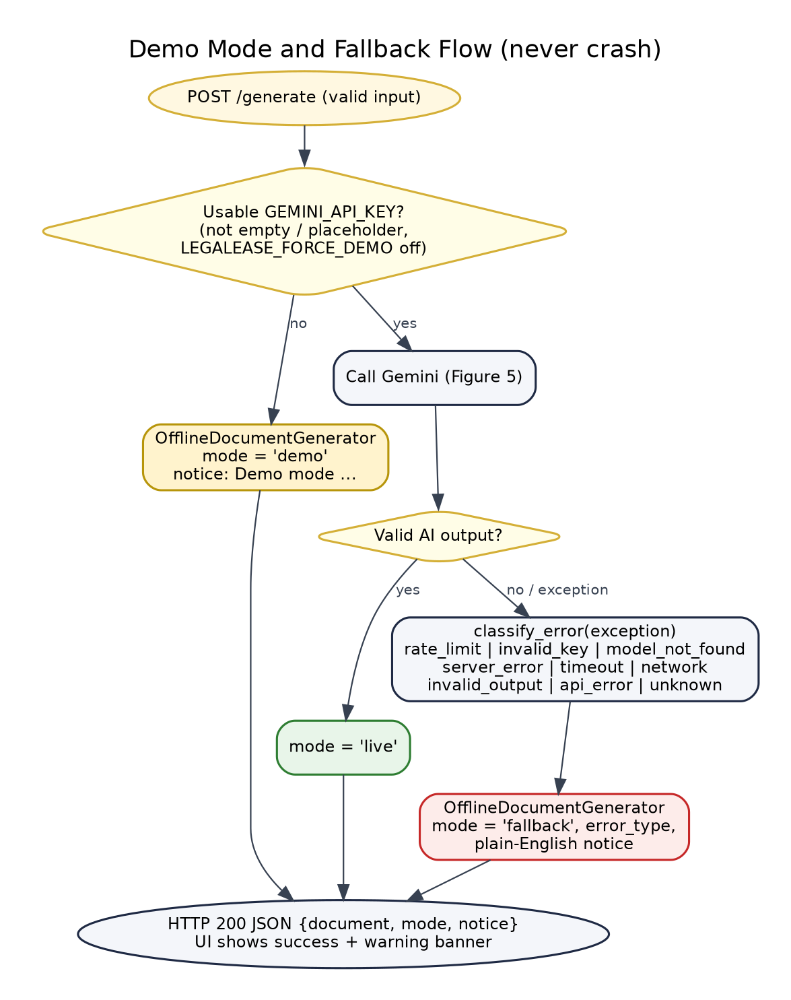 Demo Mode and Fallback Flow (never crash)
POST /generate (valid input)
Usable GEMINI_API_KEY?
(not empty / placeholder,
LEGALEASE_FORCE_DEMO off)
no
yes
Call Gemini (Figure 5)
OfflineDocumentGenerator
mode = 'demo'
notice: Demo mode ...
Valid AI output?
yes
no / exception
classify_error(exception)
rate_limit | invalid_key | model_not_found
server_error | timeout | network
invalid_output | api_error | unknown
mode = 'live'
OfflineDocumentGenerator
mode = 'fallback', error_type,
plain-English notice
HTTP 200 JSON {document, mode, notice}
UI shows success + warning banner